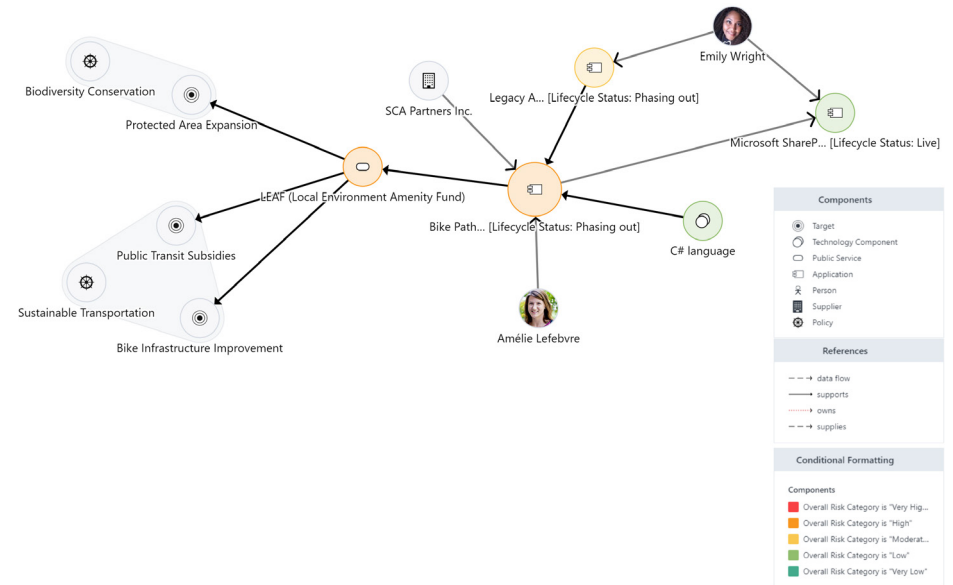 Emily Wright
Biodiversity Conservation
Protected Area Expansion
SCA Partners Inc.
Legacy A... [Lifecycle Status: Phasing out]
Microsoft ShareP... [Lifecycle Status: Live]
LEAF (Local Environment Amenity Fund)
Bike Path... [Lifecycle Status: Phasing out]
C# language
Public Transit Subsidies
Sustainable Transportation
Bike Infrastructure Improvement
Amélie Lefebvre
Components
Target
Technology Component
Public Service
Application
Person
Supplier
Policy
References
data flow
supports
owns
supplies
Conditional Formatting
Components
Overall Risk Category is "Very Hig...
Overall Risk Category is "High"
Overall Risk Category is "Moderat...
Overall Risk Category is "Low"
Overall Risk Category is "Very Low"